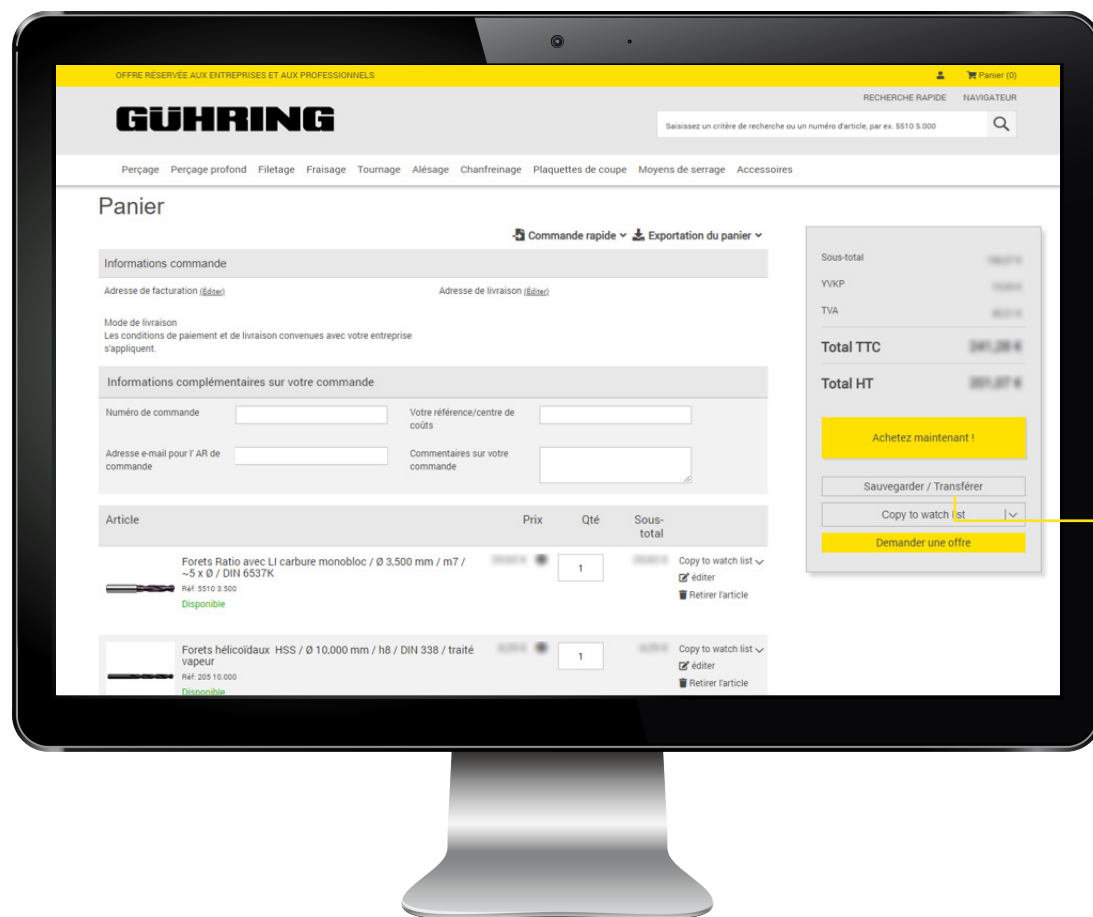 OFFRE RÉSERVÉE AUX ENTREPRISES ET AUX PROFESSIONNELS
Panier (0)
RECHERCHE RAPIDE NAVIGATEUR
GÜHRING
Saisissez un critère de recherche ou un numéro d'article, par ex. 5510 5.000
Perçage Perçage profond Filetage Fraisage Tournage Alésage Chanfreinage Plaquettes de coupe Moyens de serrage Accessoires
Panier
Commande rapide Exportation du panier
Informations commande
Adresse de facturation (Éditer) Adresse de livraison (Éditer)
Mode de livraison
Les conditions de paiement et de livraison convenues avec votre entreprise
s'appliquent.
Informations complémentaires sur votre commande
Numéro de commande
Votre référence/centre de
coûts
Adresse e-mail pour l' AR de
commande
Commentaires sur votre
commande
Article Prix Qté Sous-
total
Forets Ratio avec LI carbure monobloc / Ø 3,500 mm / m7 /
~5 x Ø / DIN 6537K
Réf: 5510 3.500
Disponible
1
Copy to watch list
éditer
Retirer l'article
Forets hélicoïdaux HSS / Ø 10,000 mm / h8 / DIN 338 / traité
vapeur
Réf: 205 10.000
Disponible
1
Copy to watch list
éditer
Retirer l'article
Sous-total
YVKP
TVA
Total TTC 241,28 €
Total HT 201,07 €
Achetez maintenant !
Sauvegarder / Transférer
Copy to watch list
Demander une offre